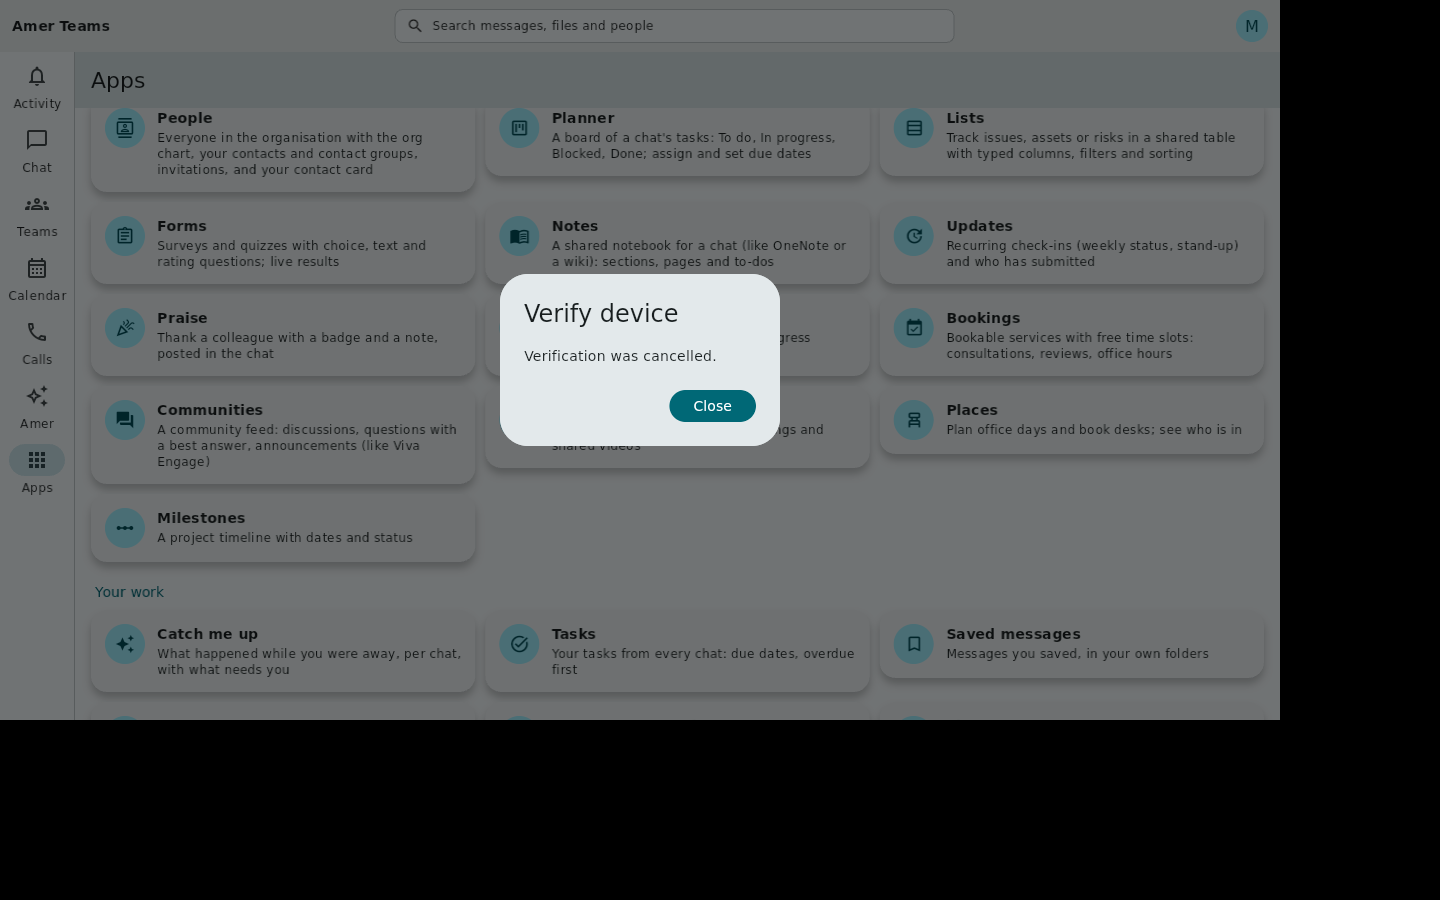 Amer Teams
Search messages, files and people
M
Activity
Chat
Teams
Calendar
Calls
Amer
Apps
Apps
People
Everyone in the organisation with the org
chart, your contacts and contact groups,
invitations, and your contact card
Planner
A board of a chat's tasks: To do, In progress,
Blocked, Done; assign and set due dates
Lists
Track issues, assets or risks in a shared table
with typed columns, filters and sorting
Forms
Surveys and quizzes with choice, text and
rating questions; live results
Notes
A shared notebook for a chat (like OneNote or
a wiki): sections, pages and to-dos
Updates
Recurring check-ins (weekly status, stand-up)
and who has submitted
Praise
Thank a colleague with a badge and a note,
posted in the chat
Bookings
Bookable services with free time slots:
consultations, reviews, office hours
Verify device
Verification was cancelled.
Close
Communities
A community feed: discussions, questions with
a best answer, announcements (like Viva
Engage)
and
shared videos
Places
Plan office days and book desks; see who is in
Milestones
A project timeline with dates and status
Your work
Catch me up
What happened while you were away, per chat,
with what needs you
Tasks
Your tasks from every chat: due dates, overdue
first
Saved messages
Messages you saved, in your own folders